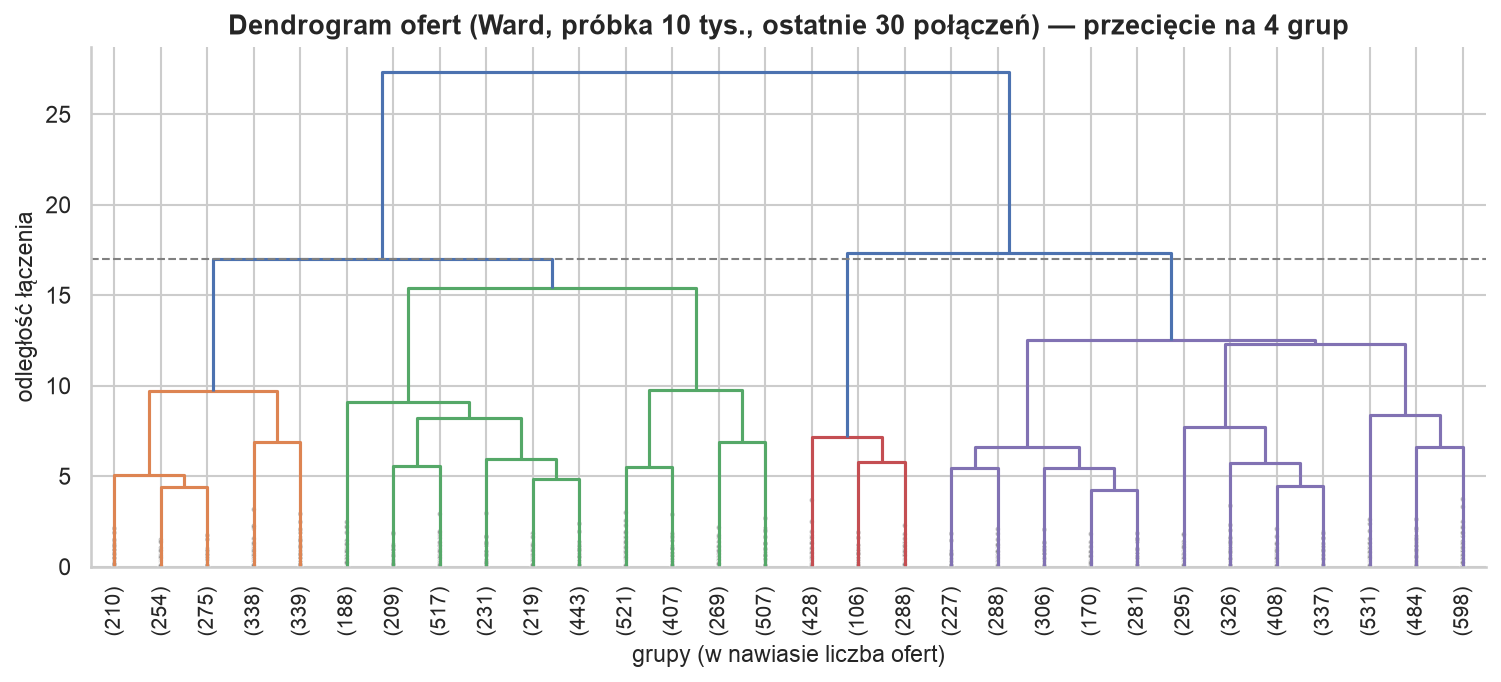 Dendrogram ofert (Ward, próbka 10 tys., ostatnie 30 połączeń) — przecięcie na 4 grup
odległość łączenia
25
20
15
10
5
0
(210) (254) (275) (338) (339) (188) (209) (517) (231) (219) (443) (521) (407) (269) (507) (428) (106) (288) (227) (288) (306) (170) (281) (295) (326) (408) (337) (531) (484) (598)
grupy (w nawiasie liczba ofert)